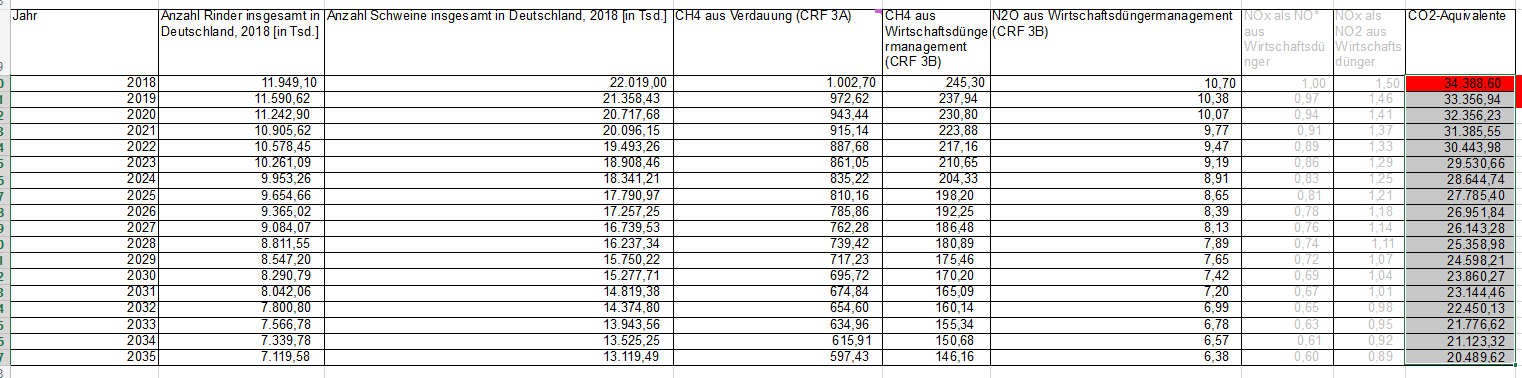 Jahr | Anzahl Rinder insgesamt in Deutschland, 2018 [in Tsd.] | Anzahl Schweine insgesamt in Deutschland, 2018 [in Tsd.] | CH4 aus Verdauung (CRF 3A) | CH4 aus Wirtschaftsdüngermanagement (CRF 3B) | N2O aus Wirtschaftsdüngermanagement (CRF 3B) | NOx als NO* aus Wirtschaftsdünger | NOx als NO2 aus Wirtschaftsdünger | CO2-Äquivalente
2018 | 11.949,10 | 22.019,00 | 1.002,70 | 245,30 | 10,70 | 1,00 | 1,50 | 34.388,60
2019 | 11.590,62 | 21.358,43 | 972,62 | 237,94 | 10,38 | 0,97 | 1,46 | 33.356,94
2020 | 11.242,90 | 20.717,68 | 943,44 | 230,80 | 10,07 | 0,94 | 1,41 | 32.356,23
2021 | 10.905,62 | 20.096,15 | 915,14 | 223,88 | 9,77 | 0,91 | 1,37 | 31.385,55
2022 | 10.578,45 | 19.493,26 | 887,68 | 217,16 | 9,47 | 0,89 | 1,33 | 30.443,98
2023 | 10.261,09 | 18.908,46 | 861,05 | 210,65 | 9,19 | 0,86 | 1,29 | 29.530,66
2024 | 9.953,26 | 18.341,21 | 835,22 | 204,33 | 8,91 | 0,83 | 1,25 | 28.644,74
2025 | 9.654,66 | 17.790,97 | 810,16 | 198,20 | 8,65 | 0,81 | 1,21 | 27.785,40
2026 | 9.365,02 | 17.257,25 | 785,86 | 192,25 | 8,39 | 0,78 | 1,18 | 26.951,84
2027 | 9.084,07 | 16.739,53 | 762,28 | 186,48 | 8,13 | 0,76 | 1,14 | 26.143,28
2028 | 8.811,55 | 16.237,34 | 739,42 | 180,89 | 7,89 | 0,74 | 1,11 | 25.358,98
2029 | 8.547,20 | 15.750,22 | 717,23 | 175,46 | 7,65 | 0,72 | 1,07 | 24.598,21
2030 | 8.290,79 | 15.277,71 | 695,72 | 170,20 | 7,42 | 0,69 | 1,04 | 23.860,27
2031 | 8.042,06 | 14.819,38 | 674,84 | 165,09 | 7,20 | 0,67 | 1,01 | 23.144,46
2032 | 7.800,80 | 14.374,80 | 654,60 | 160,14 | 6,99 | 0,65 | 0,98 | 22.450,13
2033 | 7.566,78 | 13.943,56 | 634,96 | 155,34 | 6,78 | 0,63 | 0,95 | 21.776,62
2034 | 7.339,78 | 13.525,25 | 615,91 | 150,68 | 6,57 | 0,61 | 0,92 | 21.123,32
2035 | 7.119,58 | 13.119,49 | 597,43 | 146,16 | 6,38 | 0,60 | 0,89 | 20.489,62